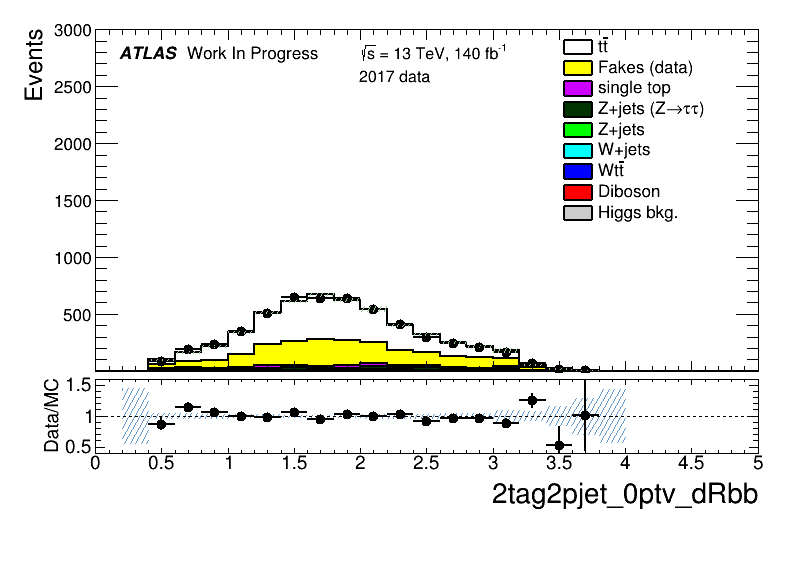 Events
3000
2500
2000
1500
1000
500
ATLAS Work In Progress
√s = 13 TeV, 140 fb⁻¹
2017 data
tt̄
Fakes (data)
single top
Z+jets (Z→ττ)
Z+jets
W+jets
Wtt̄
Diboson
Higgs bkg.
Data/MC
1.5
1
0.5
0 0.5 1 1.5 2 2.5 3 3.5 4 4.5 5
2tag2pjet_0ptv_dRbb